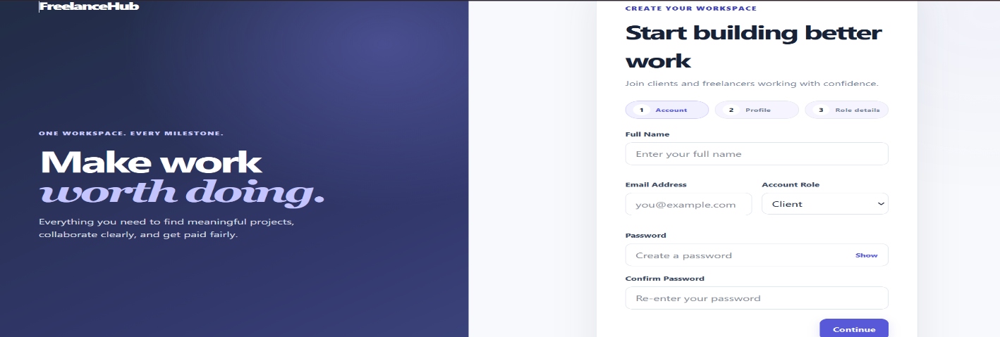 FreelanceHub
ONE WORKSPACE. EVERY MILESTONE.
Make work
worth doing.
Everything you need to find meaningful projects,
collaborate clearly, and get paid fairly.
CREATE YOUR WORKSPACE
Start building better
work
Join clients and freelancers working with confidence.
1 Account 2 Profile 3 Role details
Full Name
Enter your full name
Email Address Account Role
you@example.com Client
Password
Create a password Show
Confirm Password
Re-enter your password
Continue